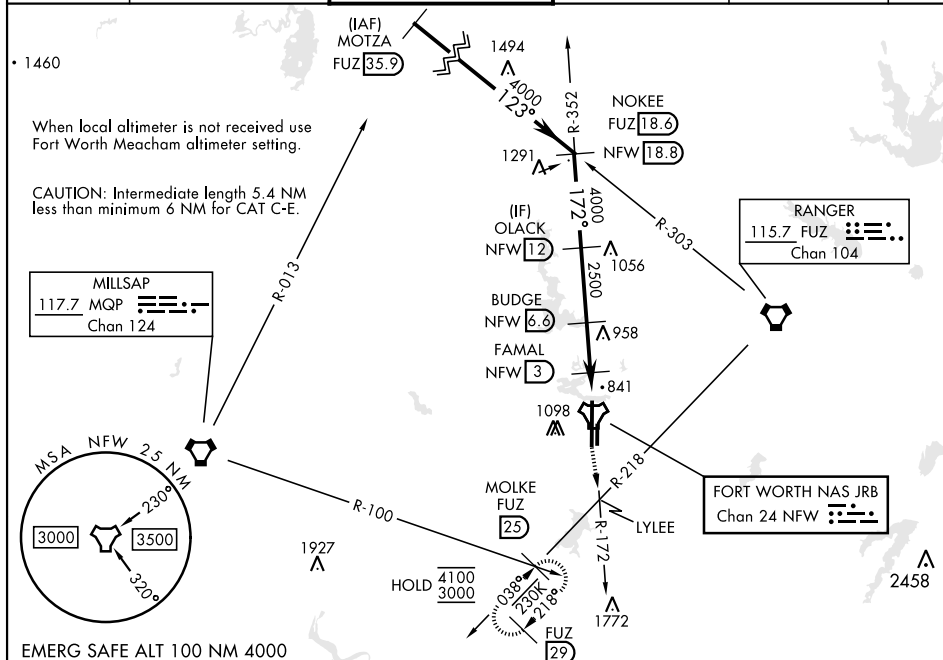 (IAF)
MOTZA
FUZ 35.9
1460
1494
4000
123°
R-352
NOKEE
FUZ 18.6
NFW 18.8
When local altimeter is not received use
Fort Worth Meacham altimeter setting.
1291
CAUTION: Intermediate length 5.4 NM
less than minimum 6 NM for CAT C-E.
4000
172°
R-303
(IF)
OLACK
NFW 12
1056
2500
RANGER
115.7 FUZ
Chan 104
R-013
MILLSAP
117.7 MQP
Chan 124
BUDGE
NFW 6.6
958
FAMAL
NFW 3
841
1098
MSA NFW 25 NM
230°
3000
3500
320°
R-100
R-218
MOLKE
FUZ
25
LYLEE
R-172
FORT WORTH NAS JRB
Chan 24 NFW
1927
HOLD 4100
3000
038°
230K
218°
1772
2458
FUZ
29
EMERG SAFE ALT 100 NM 4000